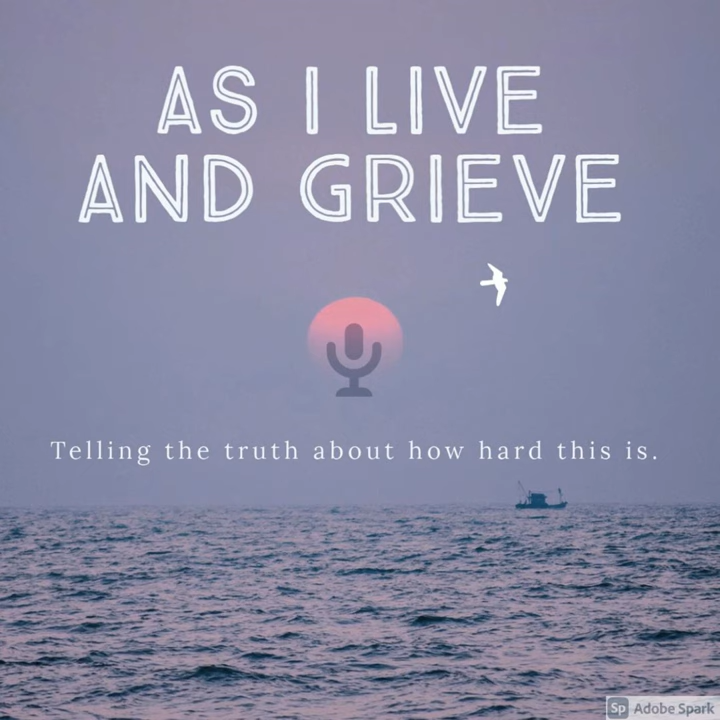 AS I LIVE
AND GRIEVE
Telling the truth about how hard this is.
Sp Adobe Spark